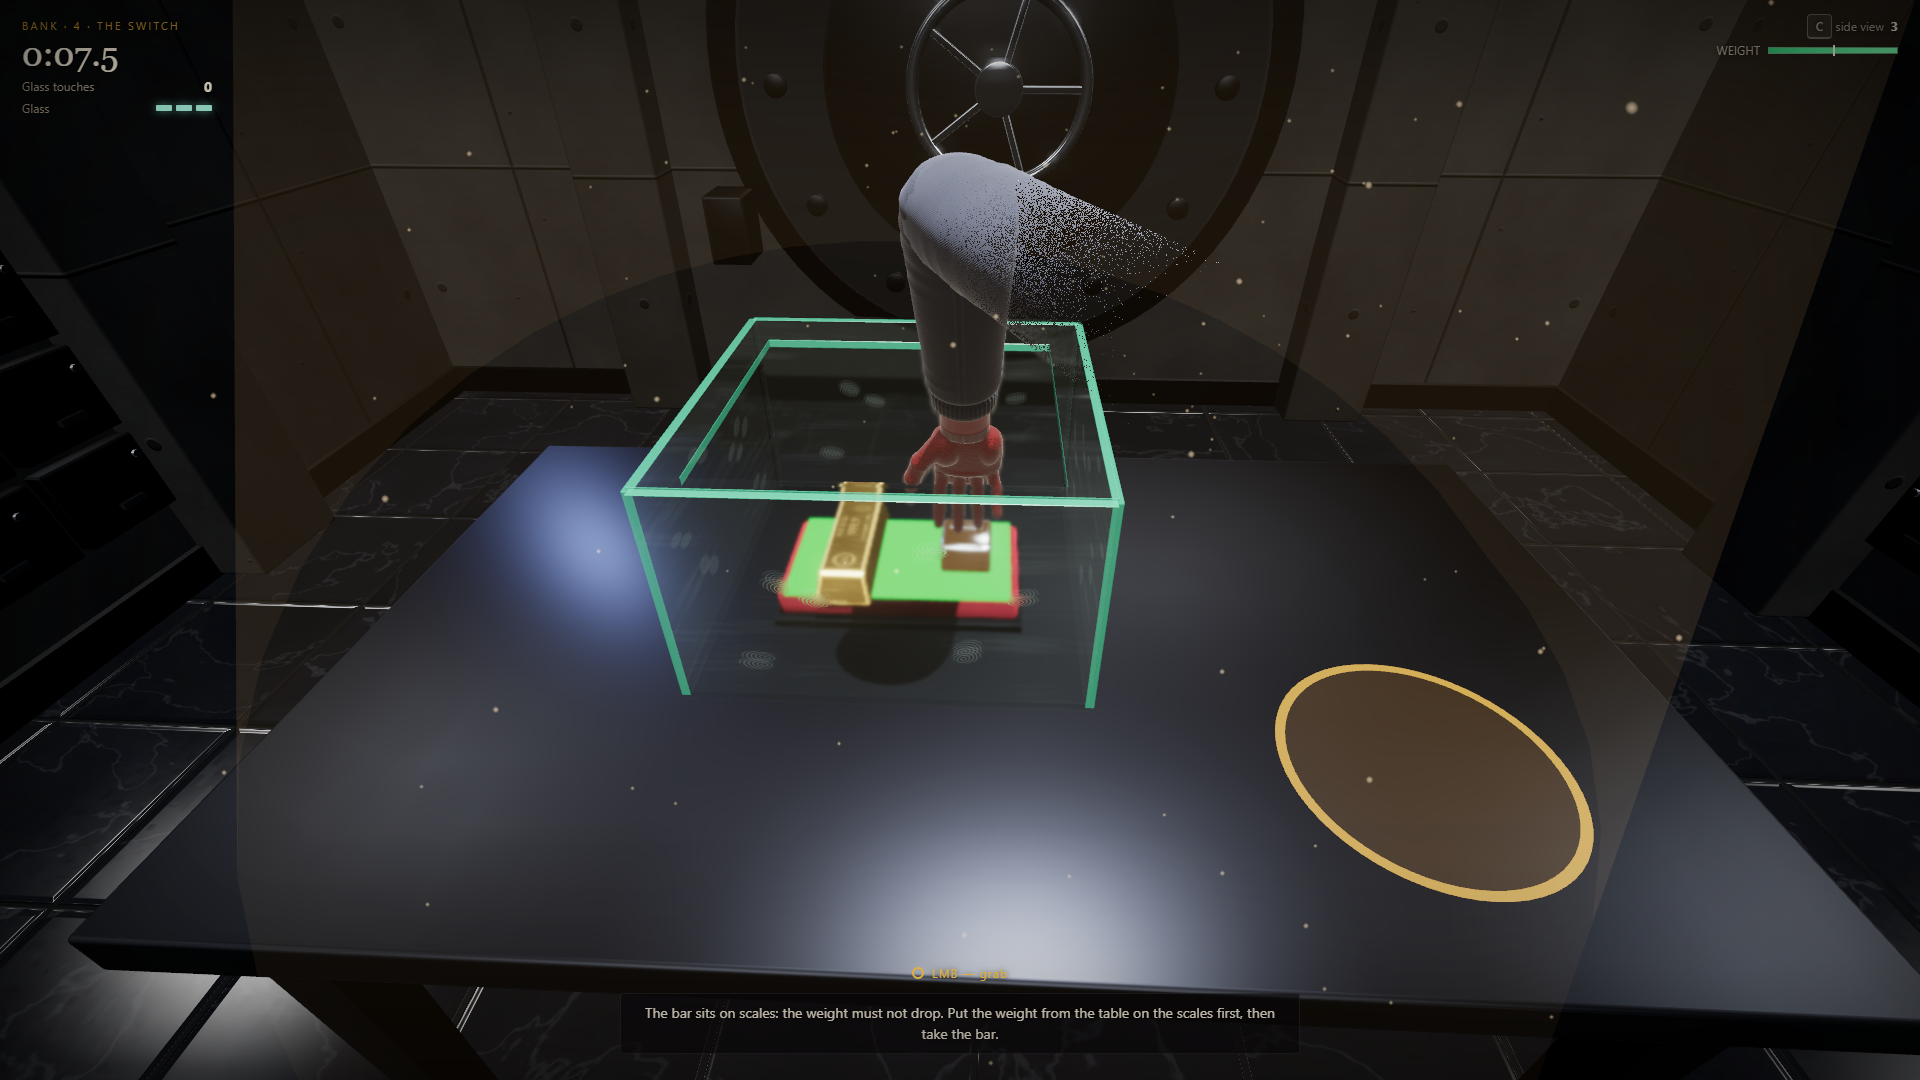 BANK · 4 · THE SWITCH
0:07.5
Glass touches 0
Glass
C side view 3
WEIGHT
LMB — grab
The bar sits on scales: the weight must not drop. Put the weight from the table on the scales first, then
take the bar.